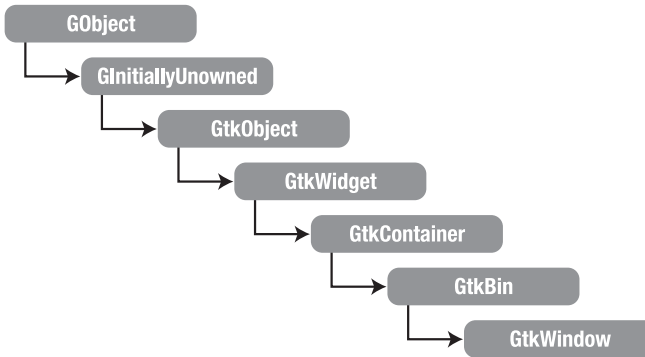 GObject
GInitiallyUnowned
GtkObject
GtkWidget
GtkContainer
GtkBin
GtkWindow